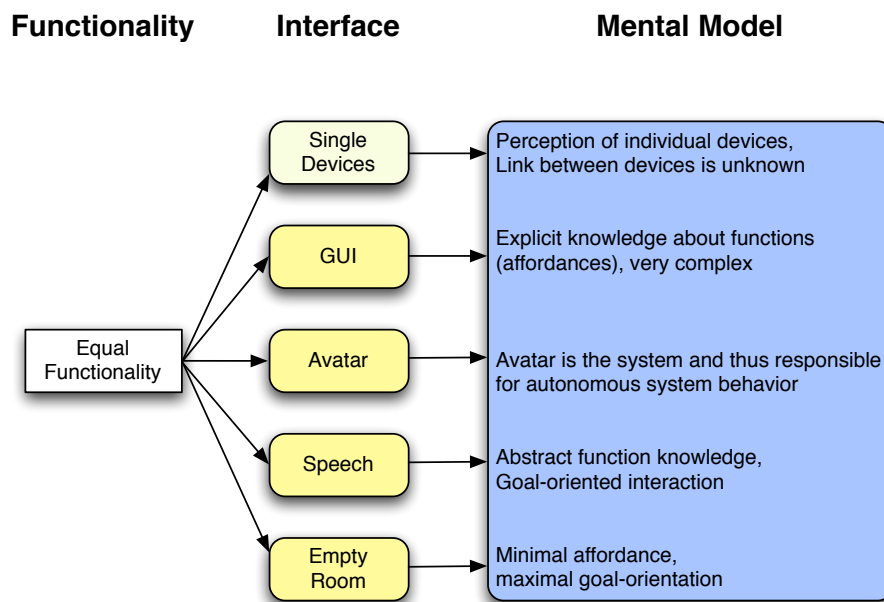 Functionality
Interface
Mental Model
Equal
Functionality
Single
Devices
Perception of individual devices,
Link between devices is unknown
GUI
Explicit knowledge about functions
(affordances), very complex
Avatar
Avatar is the system and thus responsible
for autonomous system behavior
Speech
Abstract function knowledge,
Goal-oriented interaction
Empty
Room
Minimal affordance,
maximal goal-orientation